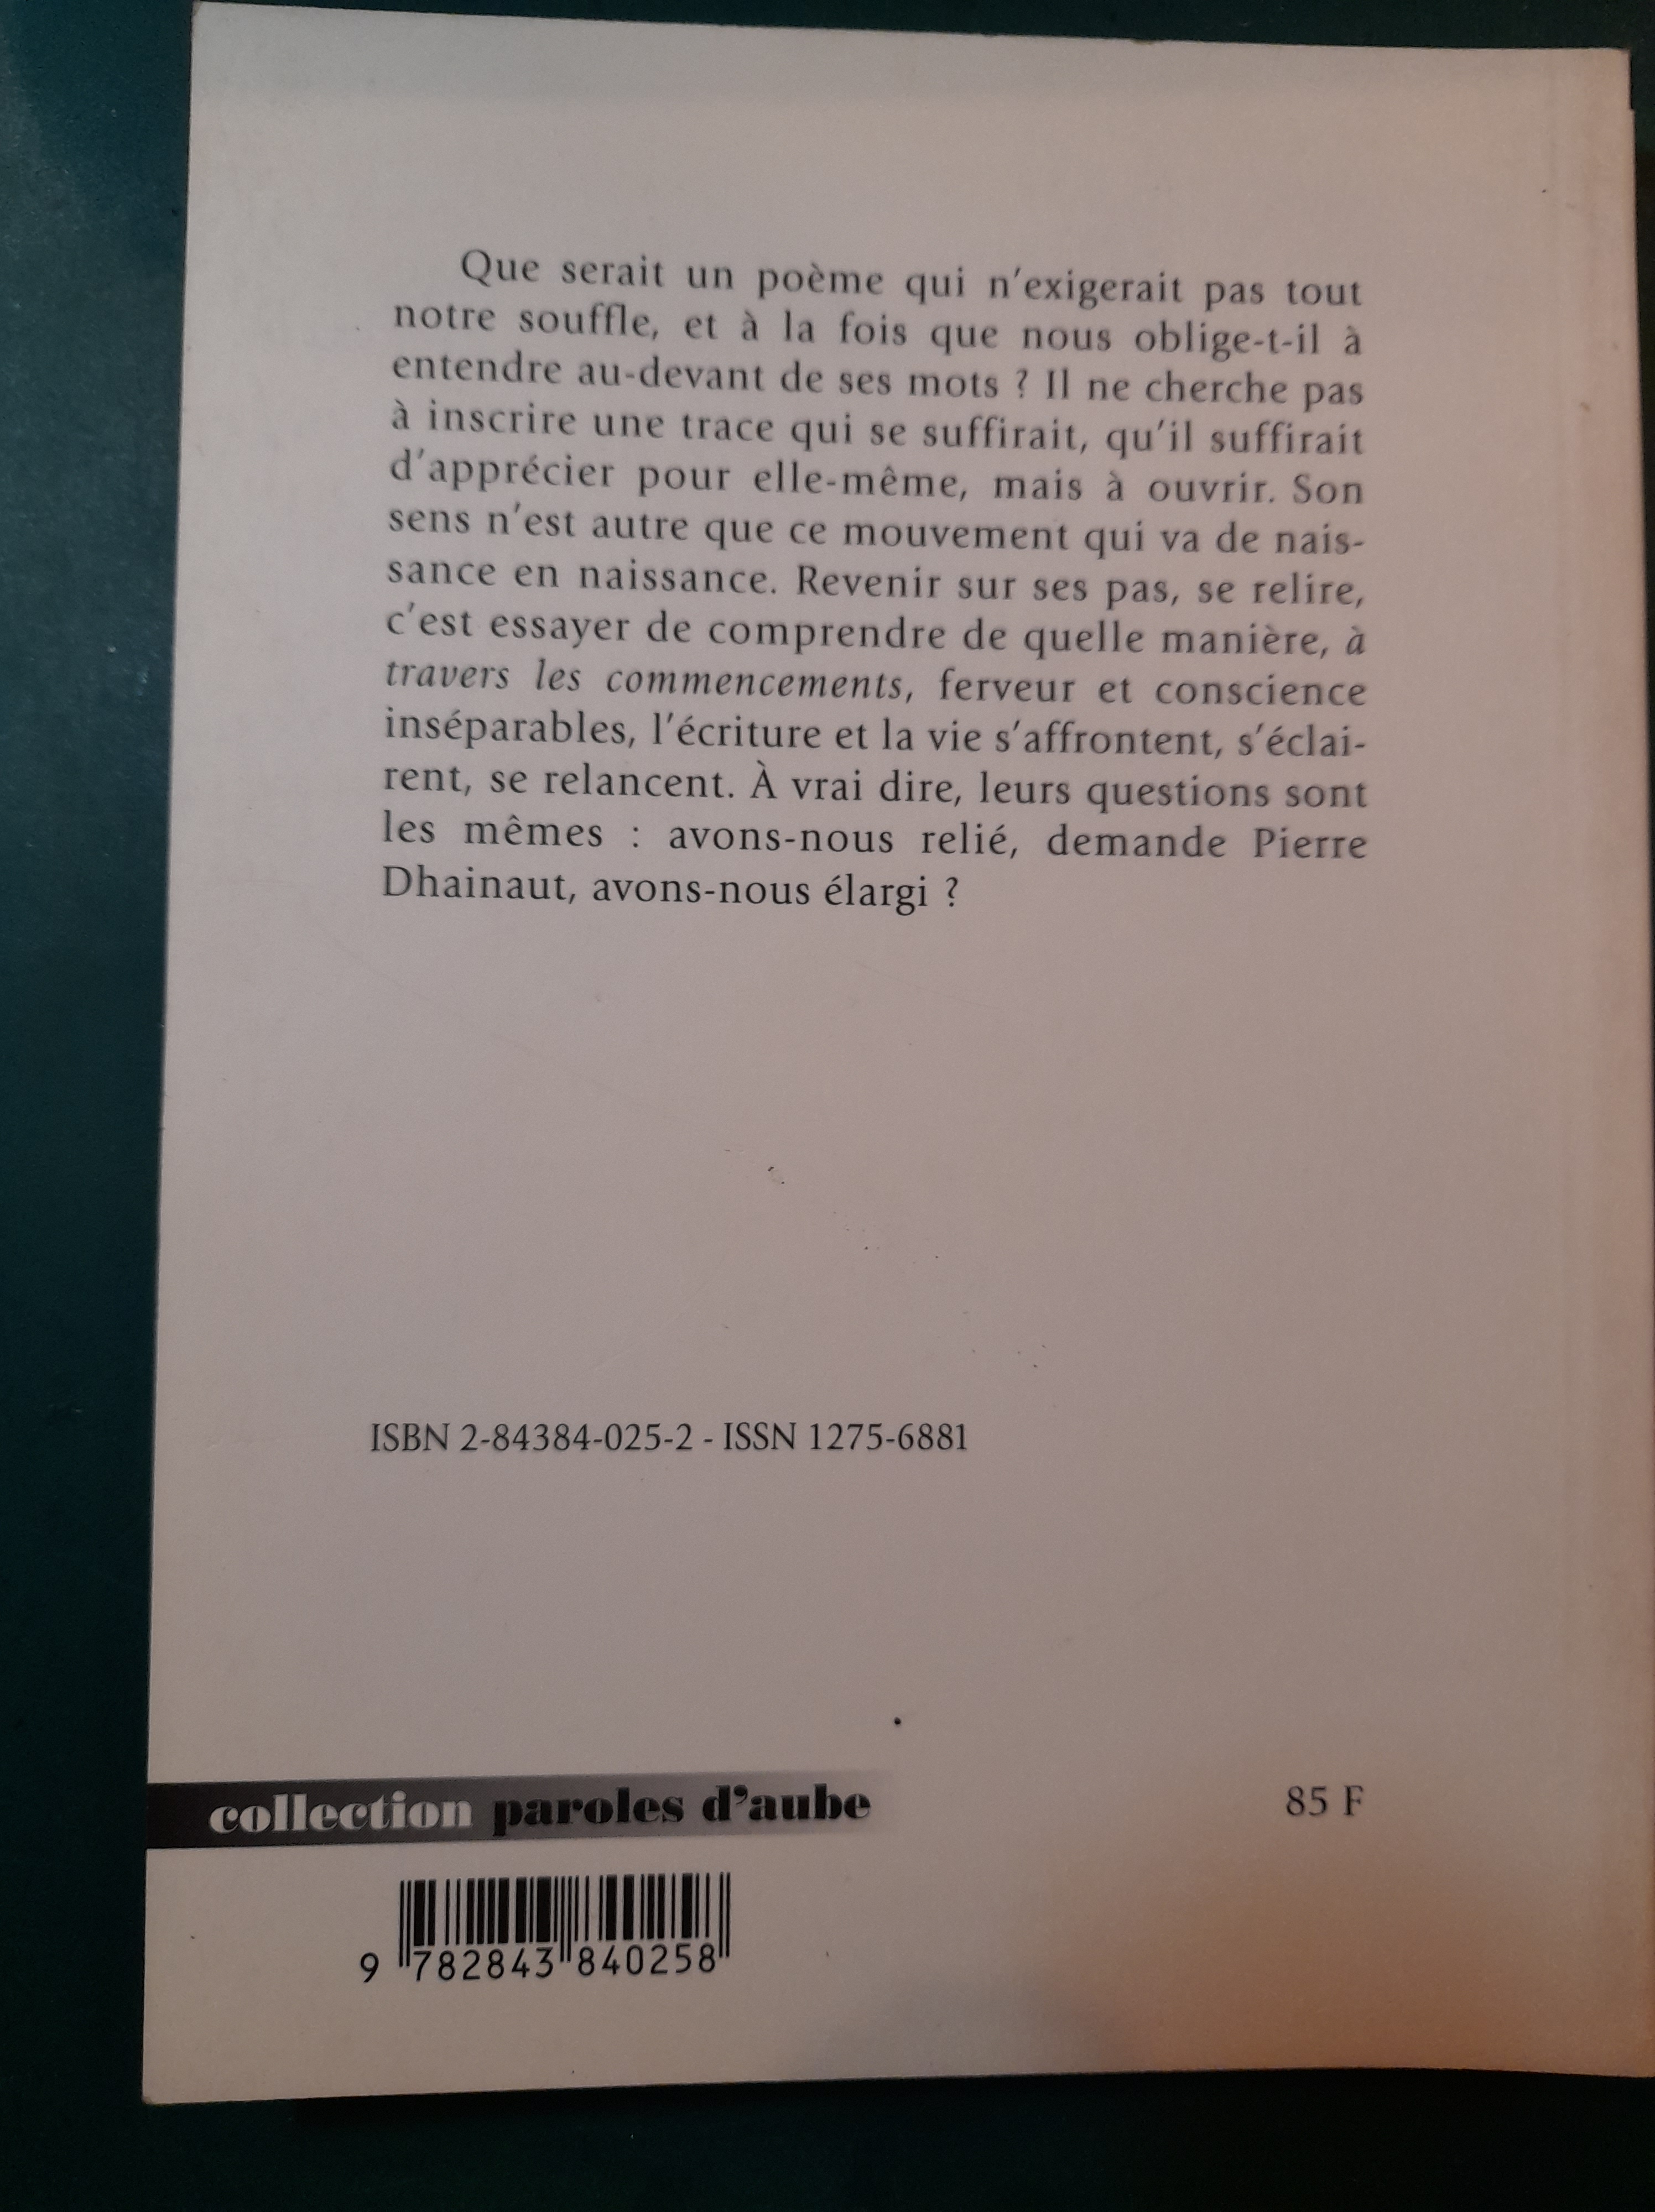 Que serait un poème qui n'exigerait pas tout
notre souffle, et à la fois que nous oblige-t-il à
entendre au-devant de ses mots ? Il ne cherche pas
à inscrire une trace qui se suffirait, qu'il suffirait
d'apprécier pour elle-même, mais à ouvrir. Son
sens n'est autre que ce mouvement qui va de nais-
sance en naissance. Revenir sur ses pas, se relire,
c'est essayer de comprendre de quelle manière, à
travers les commencements, ferveur et conscience
inséparables, l'écriture et la vie s'affrontent, s'éclai-
rent, se relancent. À vrai dire, leurs questions sont
les mêmes : avons-nous relié, demande Pierre
Dhainaut, avons-nous élargi ?
ISBN 2-84384-025-2 - ISSN 1275-6881
collection paroles d'aube
85 F
9 782843 840258